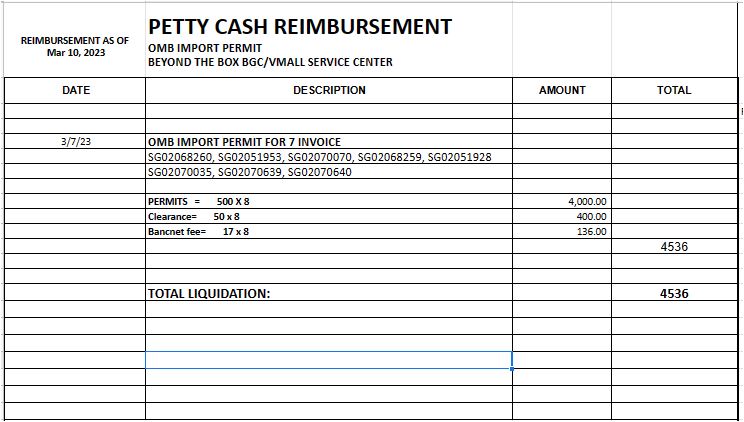 PETTY CASH REIMBURSEMENT
REIMBURSEMENT AS OF
Mar 10, 2023
OMB IMPORT PERMIT
BEYOND THE BOX BGC/VMALL SERVICE CENTER
DATE DESCRIPTION AMOUNT TOTAL
3/7/23 OMB IMPORT PERMIT FOR 7 INVOICE
SG02068260, SG02051953, SG02070070, SG02068259, SG02051928
SG02070035, SG02070639, SG02070640
PERMITS = 500 X 8 4,000.00
Clearance= 50 x 8 400.00
Bancnet fee= 17 x 8 136.00
4536
TOTAL LIQUIDATION: 4536